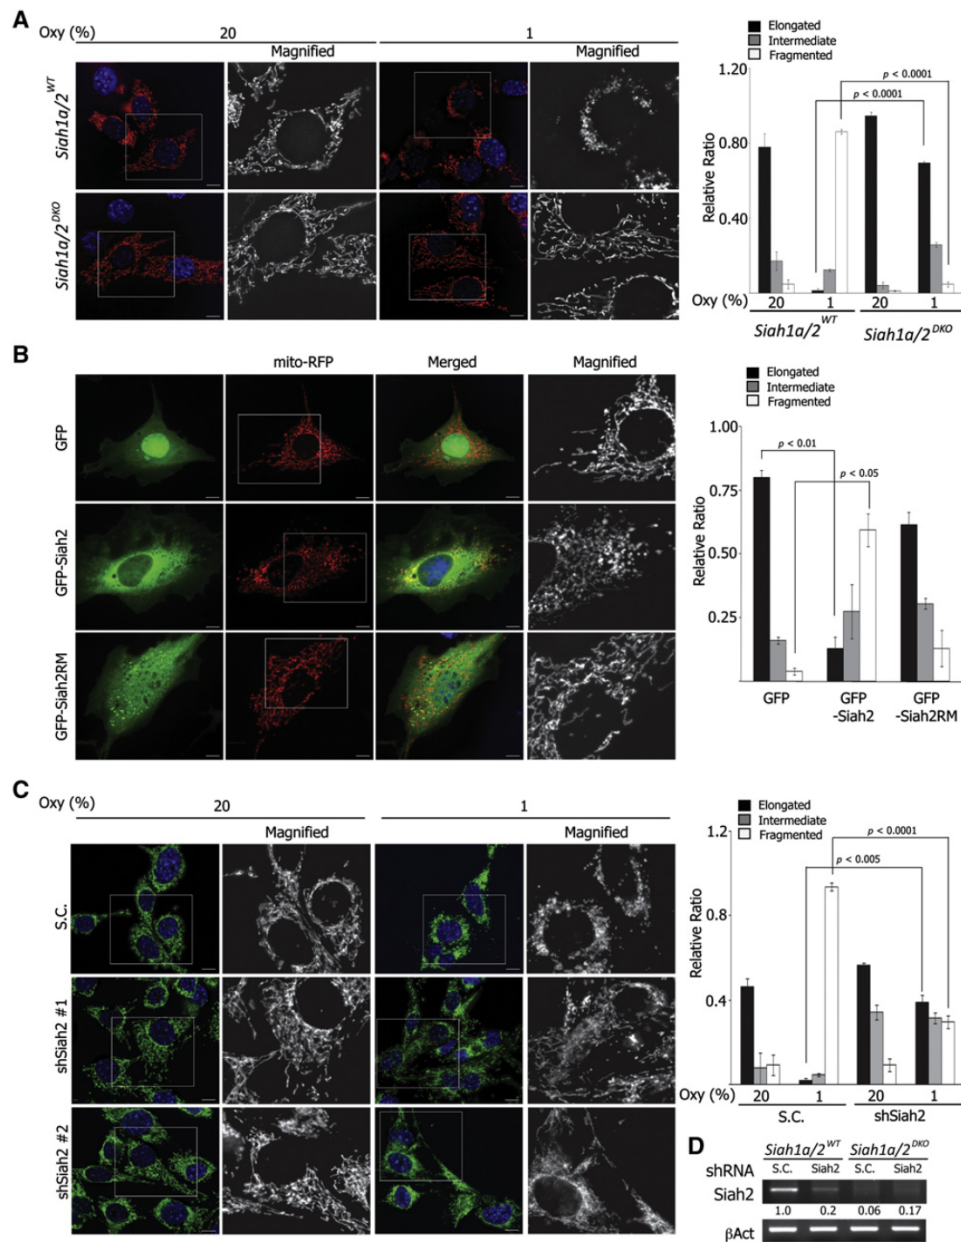 A
Oxy (%) 20 1
Magnified Magnified
Siah1a/2 WT
Siah1a/2 DKO
Elongated
Intermediate
Fragmented
p < 0.0001
p < 0.0001
Relative Ratio
1.20
0.80
0.40
Oxy (%) 20 1 20 1
Siah1a/2 WT Siah1a/2 DKO
B
mito-RFP Merged Magnified
GFP
GFP-Siah2
GFP-Siah2RM
Elongated
Intermediate
Fragmented
p < 0.01
p < 0.05
Relative Ratio
1.00
0.75
0.50
0.25
GFP GFP GFP
-Siah2 -Siah2RM
C
Oxy (%) 20 1
Magnified Magnified
S.C.
shSiah2 #1
shSiah2 #2
Elongated
Intermediate
Fragmented
p < 0.0001
p < 0.005
Relative Ratio
1.2
0.8
0.4
Oxy (%) 20 1 20 1
S.C. shSiah2
D
Siah1a/2 WT Siah1a/2 DKO
shRNA S.C. Siah2 S.C. Siah2
Siah2
1.0 0.2 0.06 0.17
βAct